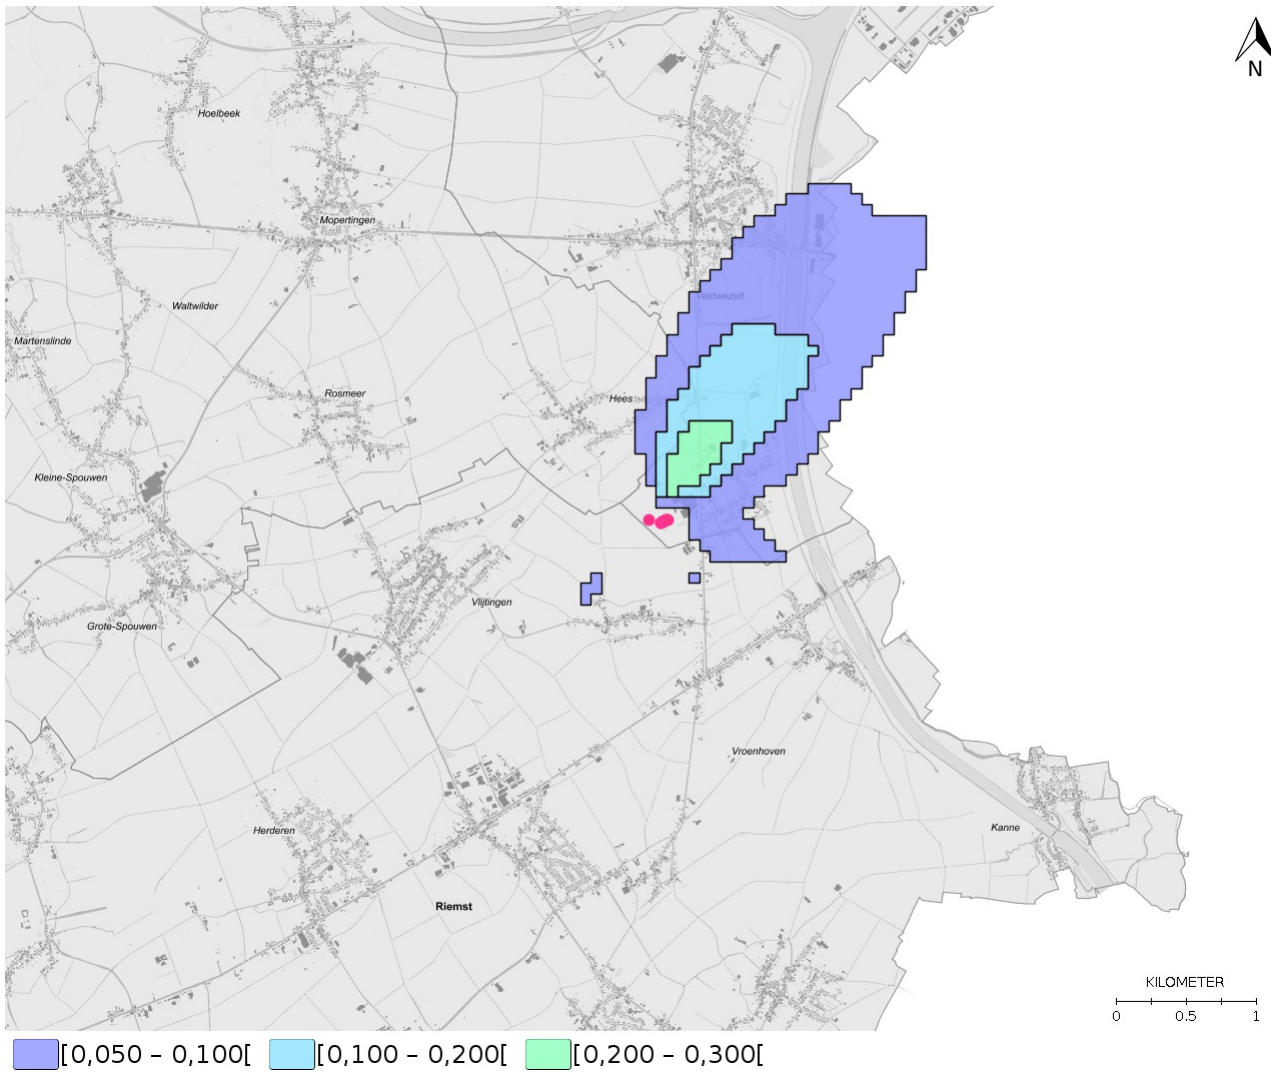 N
Hoelbeek
Mopertingen
Waltwilder
Veldwezelt
Martenslinde
Rosmeer
Hees
Kleine-Spouwen
Vlijtingen
Grote-Spouwen
Vroenhoven
Herderen
Kanne
Riemst
KILOMETER
0 0.5 1
[0,050 – 0,100[ [0,100 – 0,200[ [0,200 – 0,300[